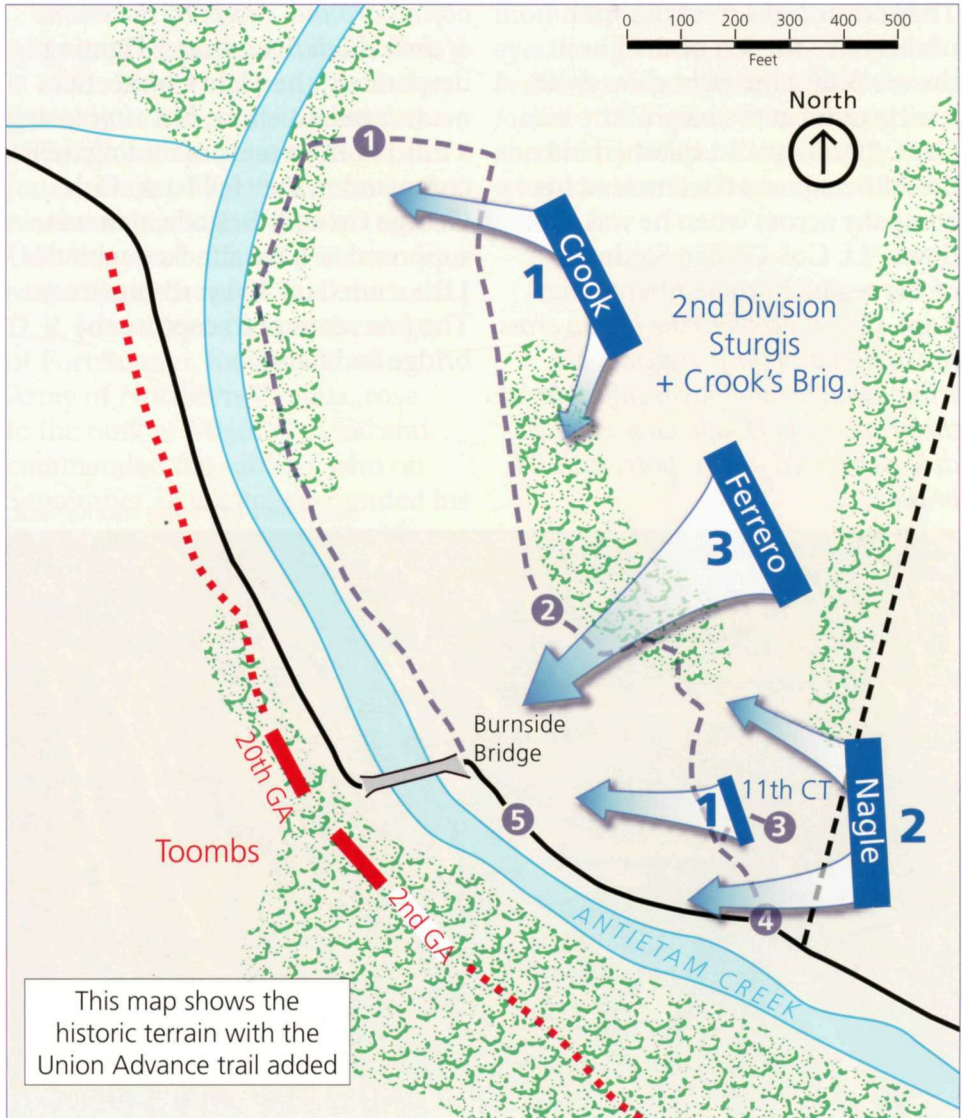 0 100 200 300 400 500
Feet
North
1
Crook
1
2nd Division
Sturgis
+ Crook's Brig.
Ferrero
3
2
Burnside
Bridge
11th CT
1
3
Nagle
2
20th GA
5
Toombs
2nd GA
4
ANTIETAM CREEK
This map shows the
historic terrain with the
Union Advance trail added